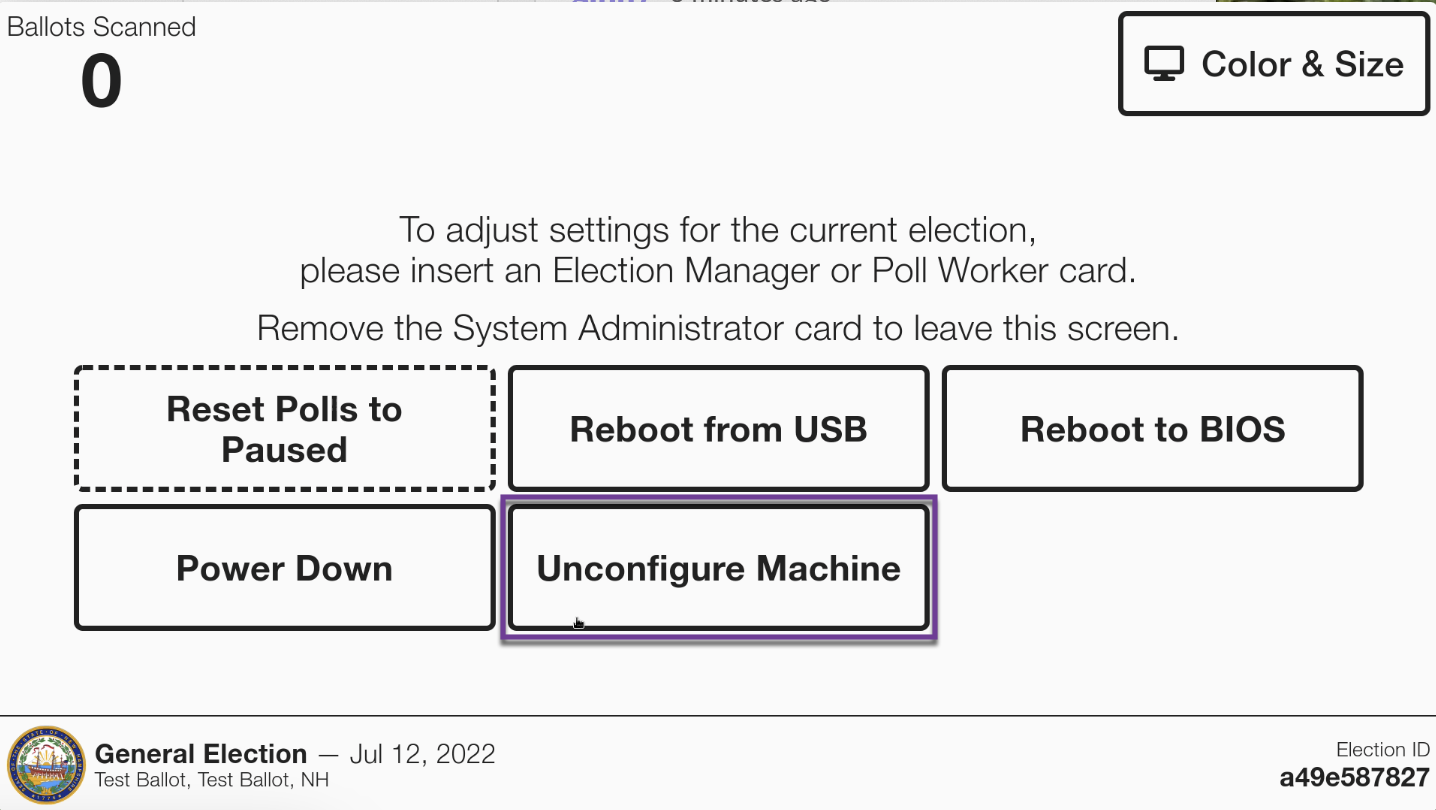 Ballots Scanned
0
Color & Size
To adjust settings for the current election,
please insert an Election Manager or Poll Worker card.
Remove the System Administrator card to leave this screen.
Reset Polls to
Paused
Reboot from USB
Reboot to BIOS
Power Down
Unconfigure Machine
General Election — Jul 12, 2022
Test Ballot, Test Ballot, NH
Election ID
a49e587827